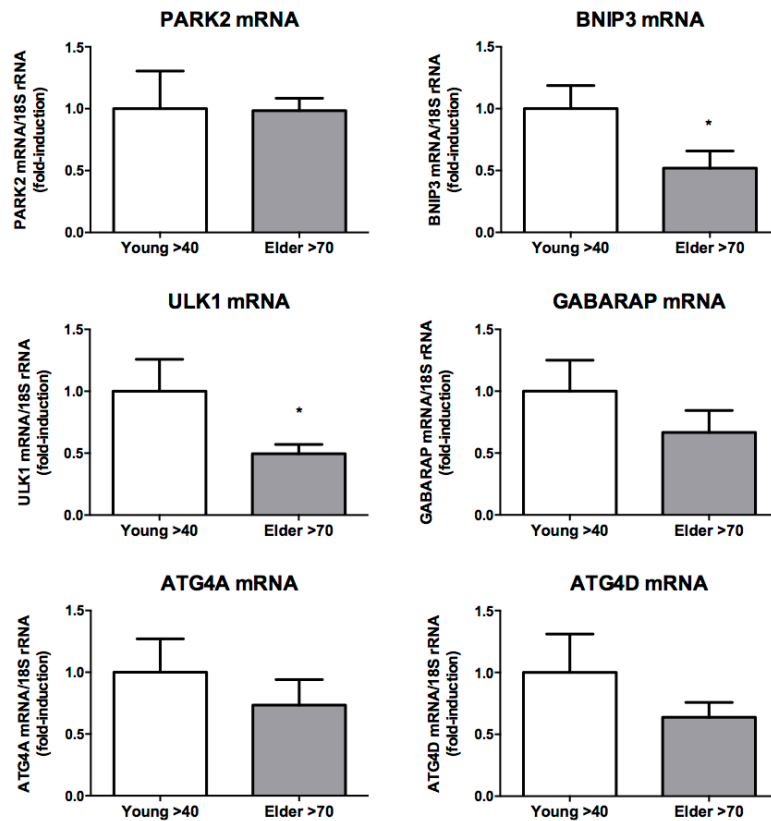 PARK2 mRNA
PARK2 mRNA/18S rRNA
(fold-induction)
1.5
1.0
0.5
0.0
Young >40 Elder >70
BNIP3 mRNA
BNIP3 mRNA/18S rRNA
(fold-induction)
1.5
1.0
0.5
0.0
*
Young >40 Elder >70
ULK1 mRNA
ULK1 mRNA/18S rRNA
(fold-induction)
1.5
1.0
0.5
0.0
*
Young >40 Elder >70
GABARAP mRNA
GABARAP mRNA/18S rRNA
(fold-induction)
1.5
1.0
0.5
0.0
Young >40 Elder >70
ATG4A mRNA
ATG4A mRNA/18S rRNA
(fold-induction)
1.5
1.0
0.5
0.0
Young >40 Elder >70
ATG4D mRNA
ATG4D mRNA/18S rRNA
(fold-induction)
1.5
1.0
0.5
0.0
Young >40 Elder >70